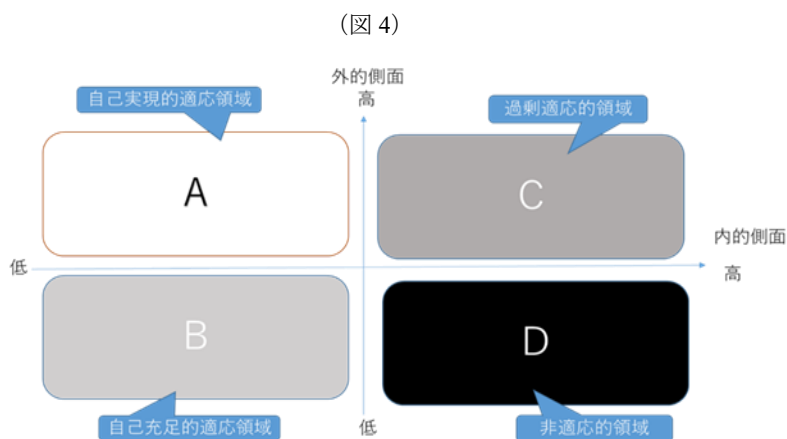 (図 4)
外的側面
高
自己実現的適応領域
過剰適応的領域
A
C
内的側面
低
高
B
D
自己充足的適応領域
低
非適応的領域